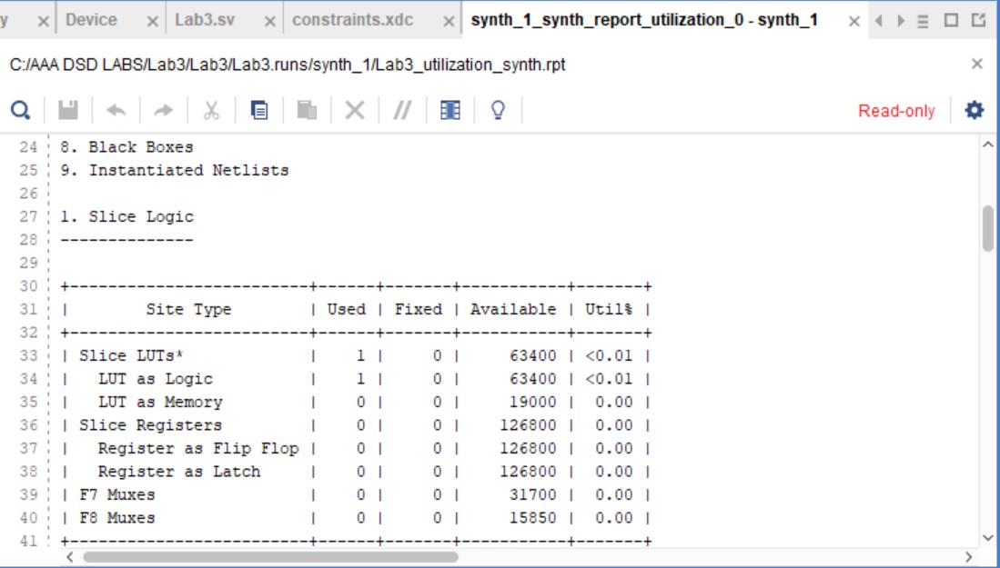 y Device Lab3.sv constraints.xdc synth_1_synth_report_utilization_0 - synth_1
C:/AAA DSD LABS/Lab3/Lab3/Lab3.runs/synth_1/Lab3_utilization_synth.rpt
Read-only
24 8. Black Boxes
25 9. Instantiated Netlists
26
27 1. Slice Logic
28 --------------
29
30 +-------------------------+------+-------+-----------+-------+
31 |        Site Type        | Used | Fixed | Available | Util% |
32 +-------------------------+------+-------+-----------+-------+
33 | Slice LUTs*             |    1 |     0 |     63400 | <0.01 |
34 |   LUT as Logic          |    1 |     0 |     63400 | <0.01 |
35 |   LUT as Memory         |    0 |     0 |     19000 |  0.00 |
36 | Slice Registers         |    0 |     0 |    126800 |  0.00 |
37 |   Register as Flip Flop |    0 |     0 |    126800 |  0.00 |
38 |   Register as Latch     |    0 |     0 |    126800 |  0.00 |
39 | F7 Muxes                |    0 |     0 |     31700 |  0.00 |
40 | F8 Muxes                |    0 |     0 |     15850 |  0.00 |
41 +-------------------------+------+-------+-----------+-------+